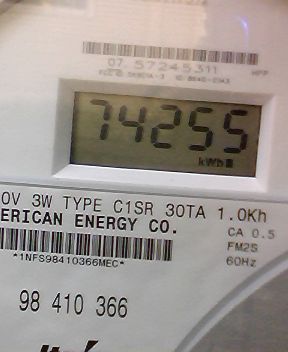 07 57245311
74255
kWh
0V 3W TYPE C1SR 30TA 1.0Kh
ERICAN ENERGY CO.
CA 0.5
FM2S
60Hz
*1NFS98410366MEC*
98 410 366